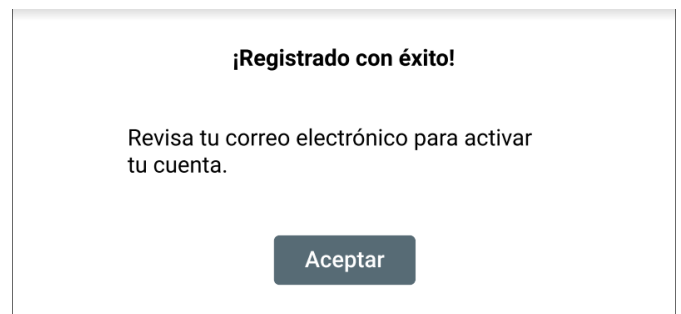 ¡Registrado con éxito!
Revisa tu correo electrónico para activar
tu cuenta.
Aceptar